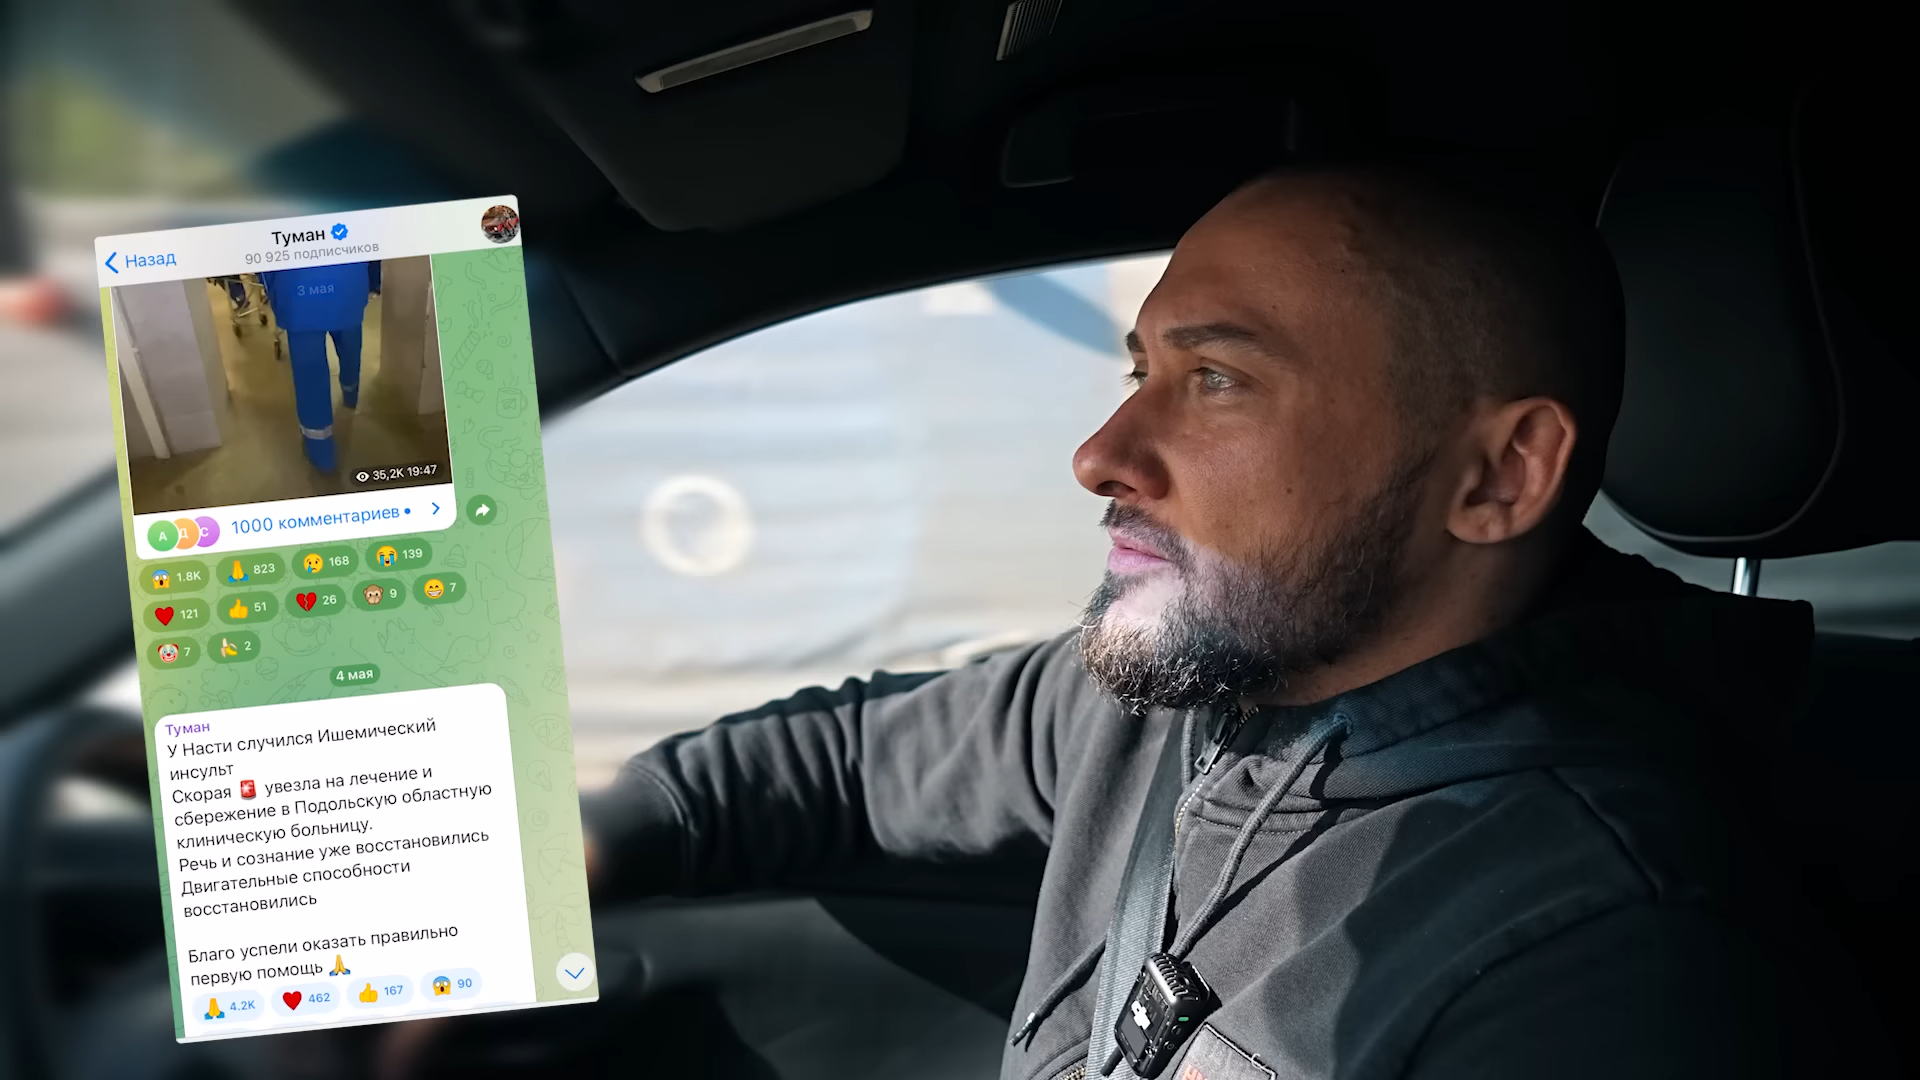 Назад
Туман
90 925 подписчиков
3 мая
35,2K 19:47
А Д С
1000 комментариев
1.8K 823 168 139
121 51 26 9 7
7 2
4 мая
Туман
У Насти случился Ишемический
инсульт
Скорая 🚨 увезла на лечение и
сбережение в Подольскую областную
клиническую больницу.
Речь и сознание уже восстановились
Двигательные способности
восстановились
Благо успели оказать правильно
первую помощь 🙏
4.2K 462 167 90